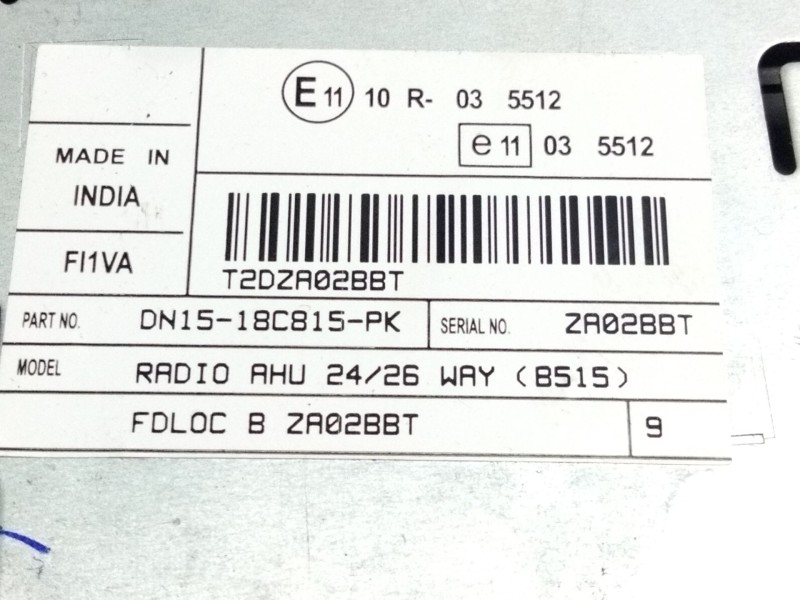 E 11 10 R- 03 5512
e 11 03 5512
MADE IN
INDIA
FI1VA
T2DZA02BBT
PART NO. DN15-18C815-PK SERIAL NO. ZA02BBT
MODEL RADIO AHU 24/26 WAY (B515)
FDLOC B ZA02BBT 9